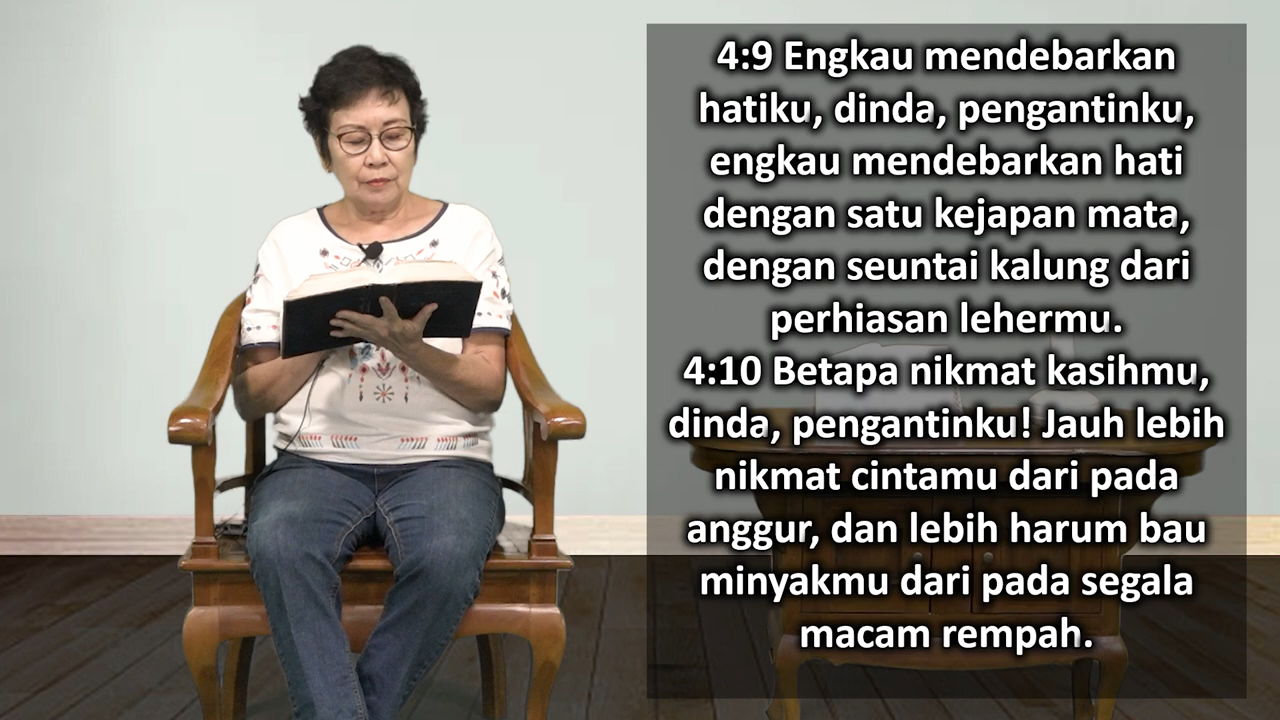 4:9 Engkau mendebarkan
hatiku, dinda, pengantinku,
engkau mendebarkan hati
dengan satu kejapan mata,
dengan seuntai kalung dari
perhiasan lehermu.
4:10 Betapa nikmat kasihmu,
dinda, pengantinku! Jauh lebih
nikmat cintamu dari pada
anggur, dan lebih harum bau
minyakmu dari pada segala
macam rempah.